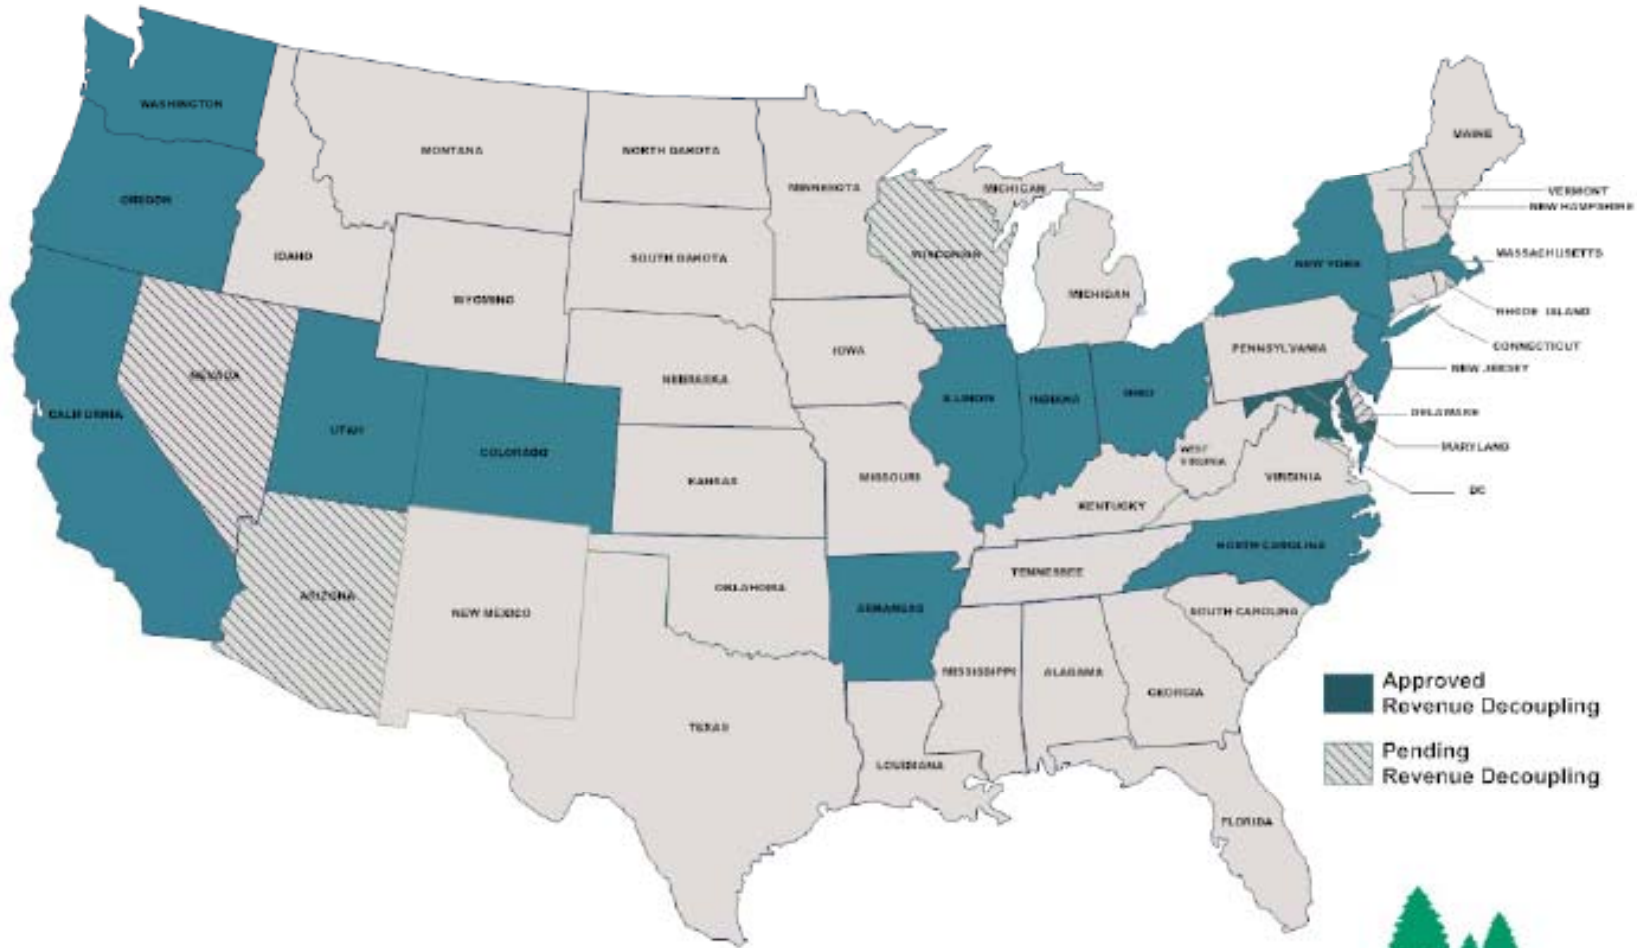 WASHINGTON
MONTANA
NORTH DAKOTA
MINNESOTA
MICHIGAN
MAINE
VERMONT
NEW HAMPSHIRE
OREGON
IDAHO
SOUTH DAKOTA
WISCONSIN
NEW YORK
MASSACHUSETTS
WYOMING
MICHIGAN
RHODE ISLAND
IOWA
PENNSYLVANIA
CONNECTICUT
NEVADA
NEBRASKA
NEW JERSEY
CALIFORNIA
ILLINOIS
INDIANA
OHIO
DELAWARE
UTAH
COLORADO
MARYLAND
WEST
VIRGINIA
KANSAS
MISSOURI
VIRGINIA
DC
KENTUCKY
NORTH CAROLINA
TENNESSEE
ARIZONA
OKLAHOMA
ARKANSAS
NEW MEXICO
SOUTH CAROLINA
MISSISSIPPI
ALABAMA
GEORGIA
TEXAS
LOUISIANA
FLORIDA
Approved
Revenue Decoupling
Pending
Revenue Decoupling